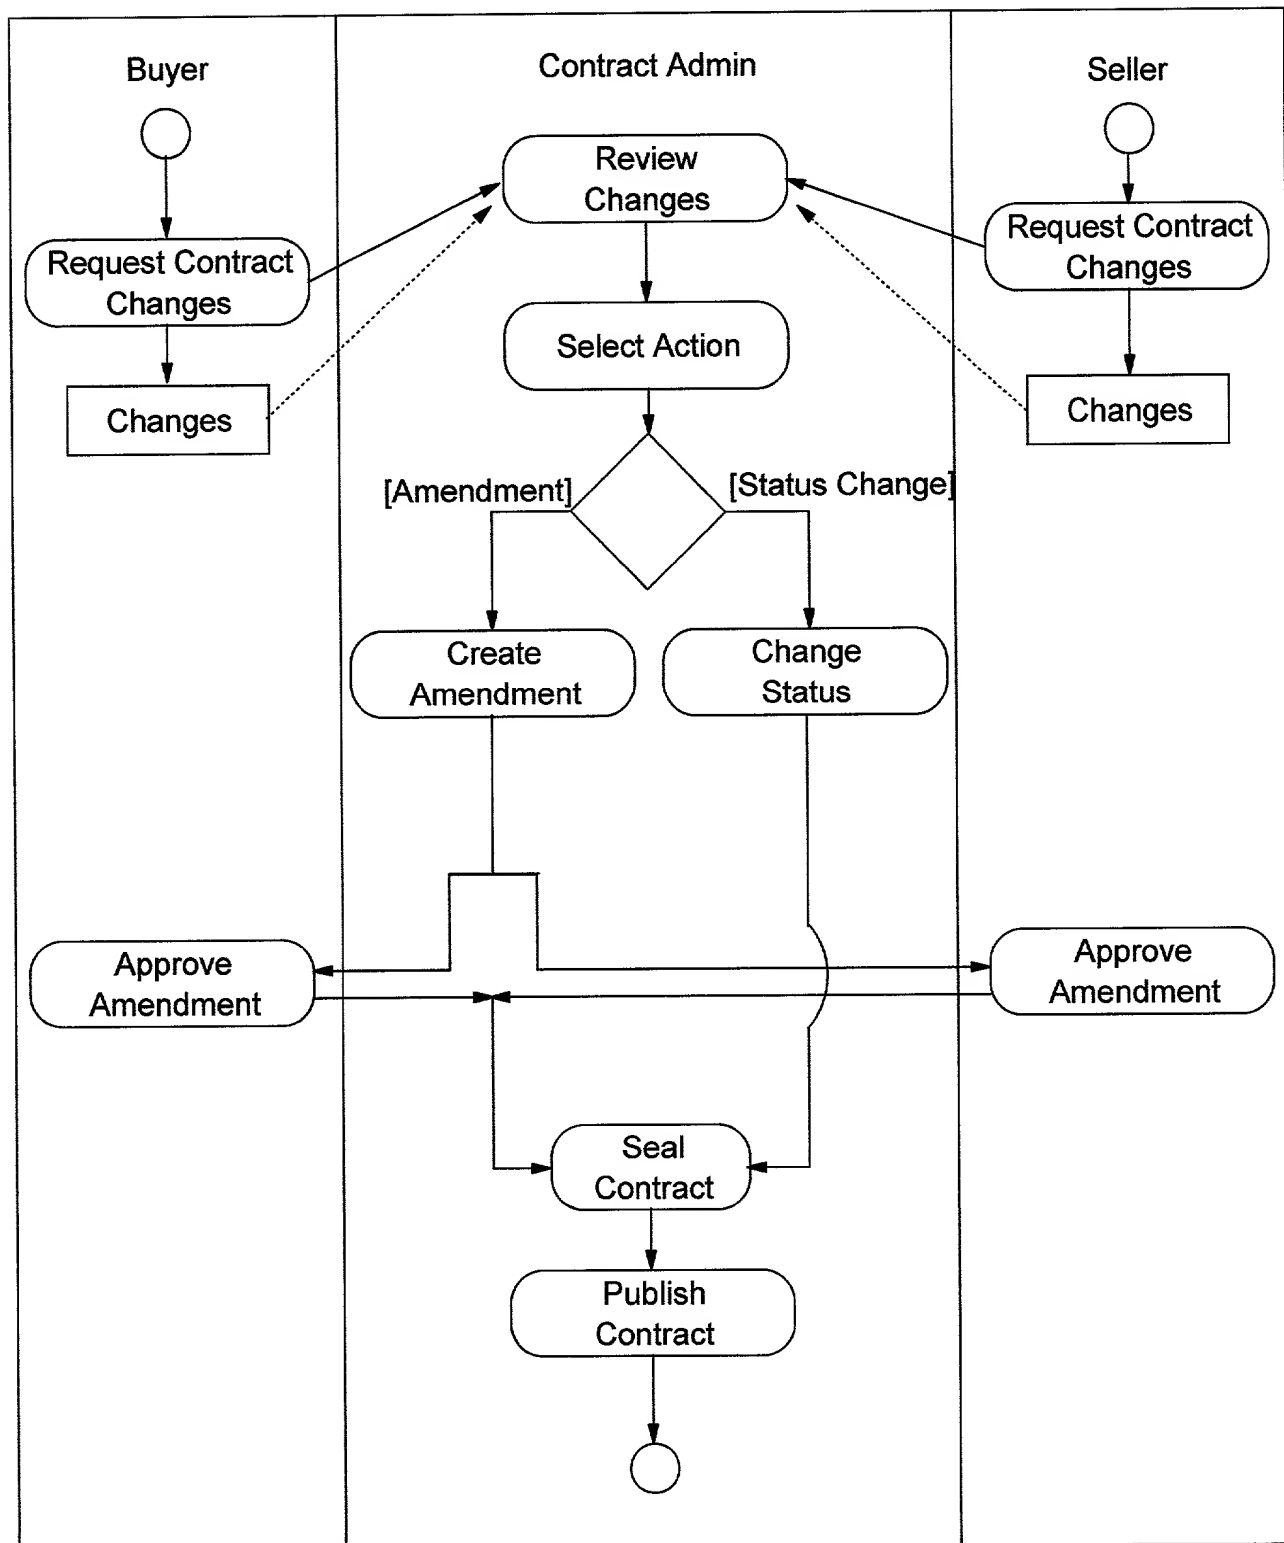 Buyer
Contract Admin
Seller
Review
Changes
Request Contract
Changes
Request Contract
Changes
Select Action
Changes
Changes
[Amendment]
[Status Change]
Create
Amendment
Change
Status
Approve
Amendment
Approve
Amendment
Seal
Contract
Publish
Contract